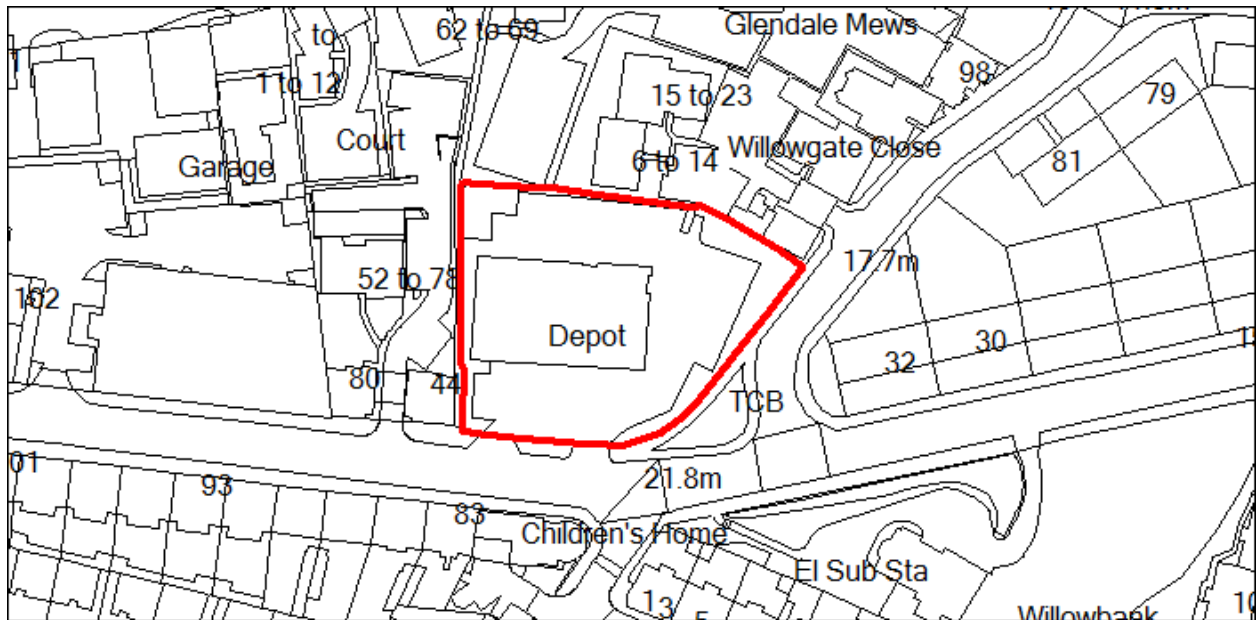 Glendale Mews
62 to 69
to
1 to 12
98
79
15 to 23
Court
Garage
6 to 14
Willowgate Close
81
17.7m
52 to 78
102
Depot
30
32
80
44
TCB
01
93
21.8m
83
Children's Home
El Sub Sta
13
5
Willowbank
10